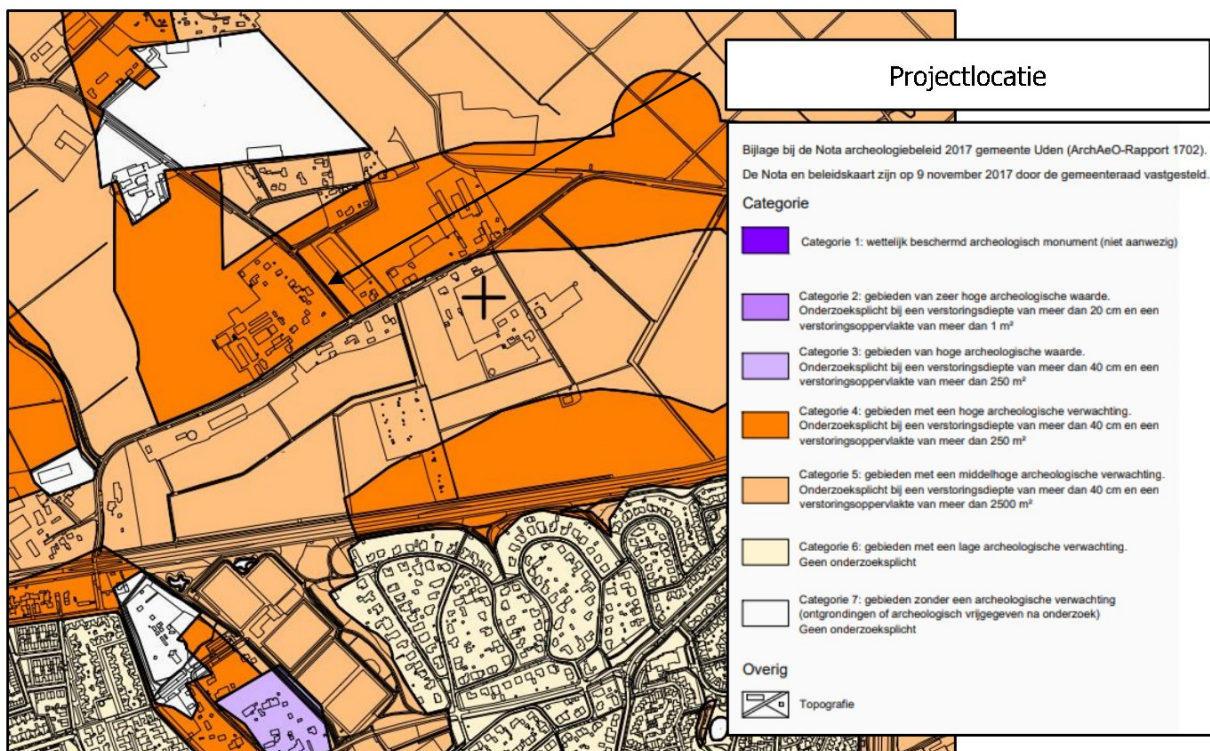 Projectlocatie
Bijlage bij de Nota archeologiebeleid 2017 gemeente Uden (ArchAeO-Rapport 1702).
De Nota en beleidskaart zijn op 9 november 2017 door de gemeenteraad vastgesteld.
Categorie
Categorie 1: wettelijk beschermd archeologisch monument (niet aanwezig)
Categorie 2: gebieden van zeer hoge archeologische waarde.
Onderzoeksplicht bij een verstoringsdiepte van meer dan 20 cm en een
verstoringsoppervlakte van meer dan 1 m²
Categorie 3: gebieden van hoge archeologische waarde.
Onderzoeksplicht bij een verstoringsdiepte van meer dan 40 cm en een
verstoringsoppervlakte van meer dan 250 m²
Categorie 4: gebieden met een hoge archeologische verwachting.
Onderzoeksplicht bij een verstoringsdiepte van meer dan 40 cm en een
verstoringsoppervlakte van meer dan 250 m²
Categorie 5: gebieden met een middelhoge archeologische verwachting.
Onderzoeksplicht bij een verstoringsdiepte van meer dan 40 cm en een
verstoringsoppervlakte van meer dan 2500 m²
Categorie 6: gebieden met een lage archeologische verwachting.
Geen onderzoeksplicht
Categorie 7: gebieden zonder een archeologische verwachting
(ontgrondingen of archeologisch vrijgegeven na onderzoek)
Geen onderzoeksplicht
Overig
Topografie